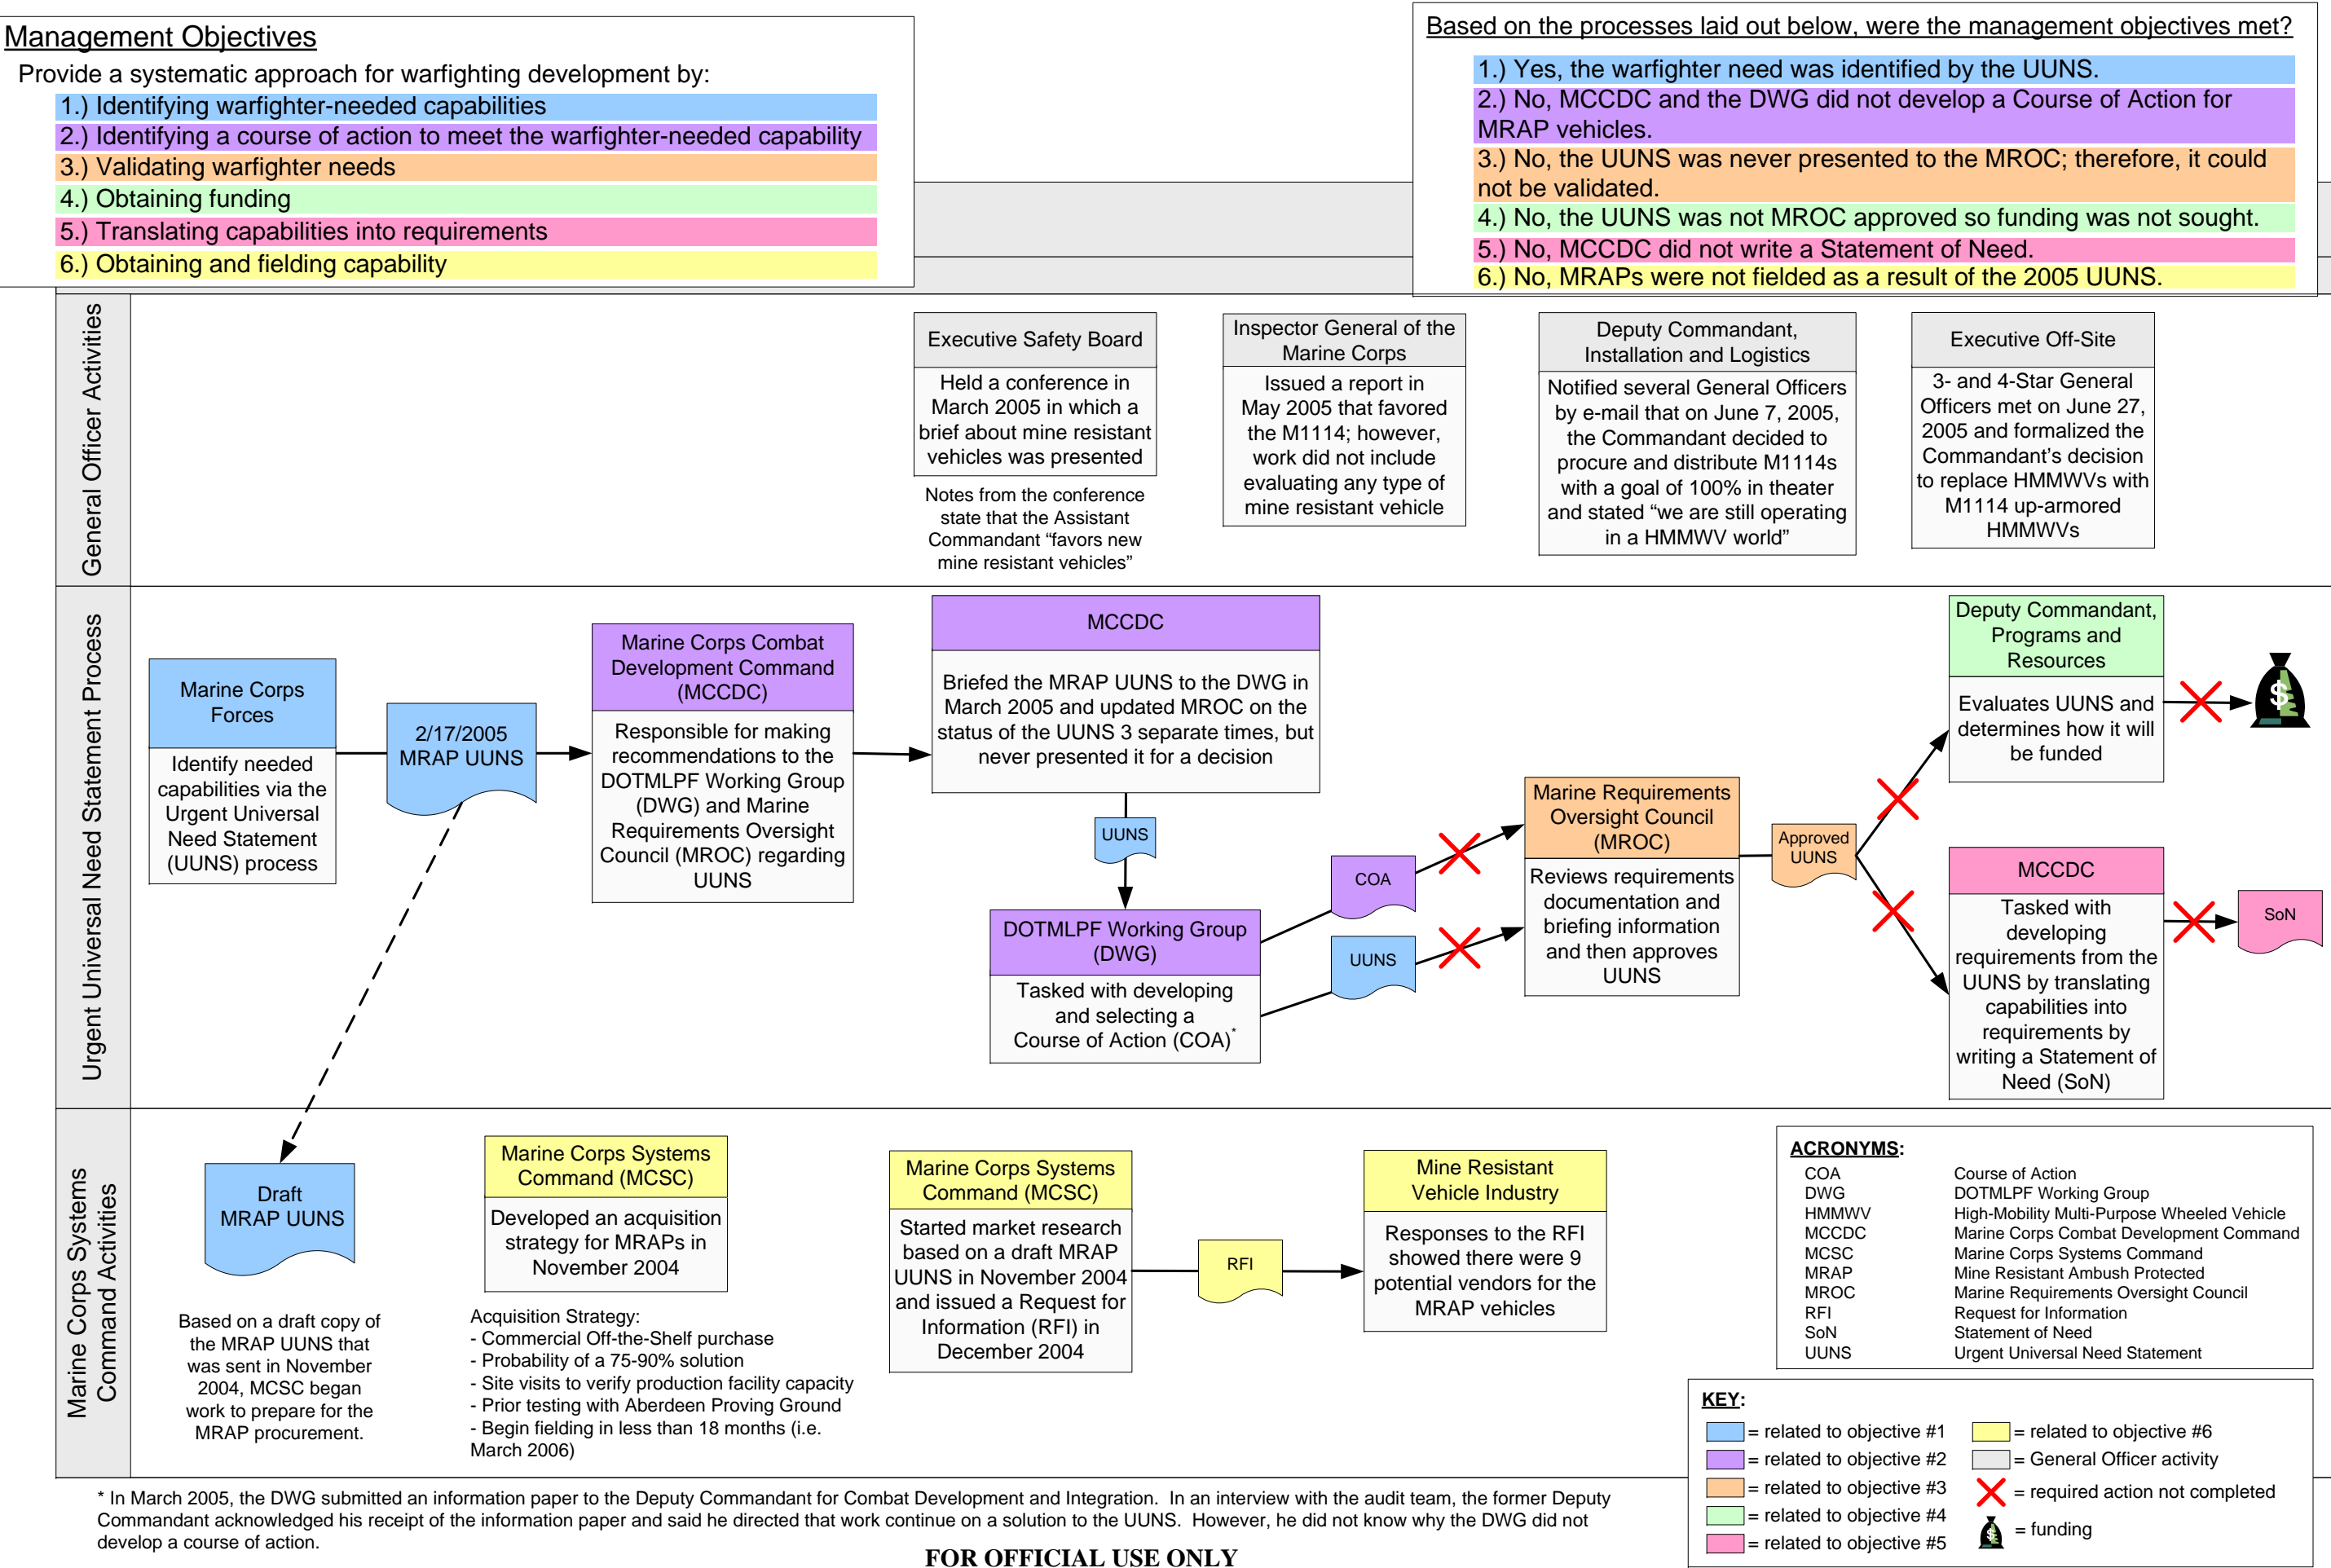 Management Objectives
Provide a systematic approach for warfighting development by:
1.) Identifying warfighter-needed capabilities
2.) Identifying a course of action to meet the warfighter-needed capability
3.) Validating warfighter needs
4.) Obtaining funding
5.) Translating capabilities into requirements
6.) Obtaining and fielding capability
Based on the processes laid out below, were the management objectives met?
1.) Yes, the warfighter need was identified by the UUNS.
2.) No, MCCDC and the DWG did not develop a Course of Action for
MRAP vehicles.
3.) No, the UUNS was never presented to the MROC; therefore, it could
not be validated.
4.) No, the UUNS was not MROC approved so funding was not sought.
5.) No, MCCDC did not write a Statement of Need.
6.) No, MRAPs were not fielded as a result of the 2005 UUNS.
General Officer Activities
Executive Safety Board
Held a conference in
March 2005 in which a
brief about mine resistant
vehicles was presented
Notes from the conference
state that the Assistant
Commandant “favors new
mine resistant vehicles”
Inspector General of the
Marine Corps
Issued a report in
May 2005 that favored
the M1114; however,
work did not include
evaluating any type of
mine resistant vehicle
Deputy Commandant,
Installation and Logistics
Notified several General Officers
by e-mail that on June 7, 2005,
the Commandant decided to
procure and distribute M1114s
with a goal of 100% in theater
and stated “we are still operating
in a HMMWV world”
Executive Off-Site
3- and 4-Star General
Officers met on June 27,
2005 and formalized the
Commandant’s decision
to replace HMMWVs with
M1114 up-armored
HMMWVs
Urgent Universal Need Statement Process
Marine Corps
Forces
Identify needed
capabilities via the
Urgent Universal
Need Statement
(UUNS) process
2/17/2005
MRAP UUNS
Marine Corps Combat
Development Command
(MCCDC)
Responsible for making
recommendations to the
DOTMLPF Working Group
(DWG) and Marine
Requirements Oversight
Council (MROC) regarding
UUNS
MCCDC
Briefed the MRAP UUNS to the DWG in
March 2005 and updated MROC on the
status of the UUNS 3 separate times, but
never presented it for a decision
UUNS
DOTMLPF Working Group
(DWG)
Tasked with developing
and selecting a
Course of Action (COA)*
COA
UUNS
Marine Requirements
Oversight Council
(MROC)
Reviews requirements
documentation and
briefing information
and then approves
UUNS
Approved
UUNS
Deputy Commandant,
Programs and
Resources
Evaluates UUNS and
determines how it will
be funded
$
MCCDC
Tasked with
developing
requirements from the
UUNS by translating
capabilities into
requirements by
writing a Statement of
Need (SoN)
SoN
Marine Corps Systems
Command Activities
Draft
MRAP UUNS
Based on a draft copy of
the MRAP UUNS that
was sent in November
2004, MCSC began
work to prepare for the
MRAP procurement.
Marine Corps Systems
Command (MCSC)
Developed an acquisition
strategy for MRAPs in
November 2004
Acquisition Strategy:
- Commercial Off-the-Shelf purchase
- Probability of a 75-90% solution
- Site visits to verify production facility capacity
- Prior testing with Aberdeen Proving Ground
- Begin fielding in less than 18 months (i.e.
March 2006)
Marine Corps Systems
Command (MCSC)
Started market research
based on a draft MRAP
UUNS in November 2004
and issued a Request for
Information (RFI) in
December 2004
RFI
Mine Resistant
Vehicle Industry
Responses to the RFI
showed there were 9
potential vendors for the
MRAP vehicles
ACRONYMS:
COA Course of Action
DWG DOTMLPF Working Group
HMMWV High-Mobility Multi-Purpose Wheeled Vehicle
MCCDC Marine Corps Combat Development Command
MCSC Marine Corps Systems Command
MRAP Mine Resistant Ambush Protected
MROC Marine Requirements Oversight Council
RFI Request for Information
SoN Statement of Need
UUNS Urgent Universal Need Statement
KEY:
= related to objective #1
= related to objective #2
= related to objective #3
= related to objective #4
= related to objective #5
= related to objective #6
= General Officer activity
= required action not completed
$ = funding
* In March 2005, the DWG submitted an information paper to the Deputy Commandant for Combat Development and Integration. In an interview with the audit team, the former Deputy
Commandant acknowledged his receipt of the information paper and said he directed that work continue on a solution to the UUNS. However, he did not know why the DWG did not
develop a course of action.
FOR OFFICIAL USE ONLY